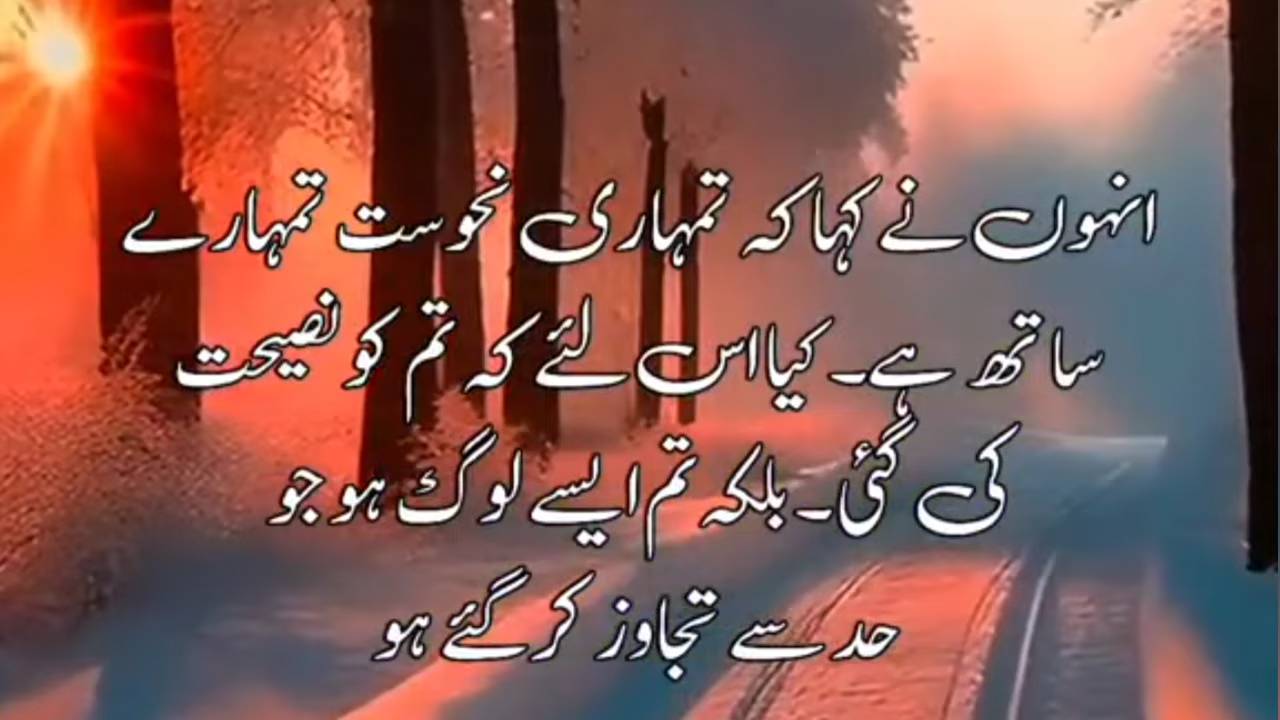 انہوں نے کہا کہ تمہاری نحوست تمہارے
ساتھ ہے۔ کیا اس لئے کہ تم کو نصیحت
کی گئی۔ بلکہ تم ایسے لوگ ہو جو
حد سے تجاوز کر گئے ہو